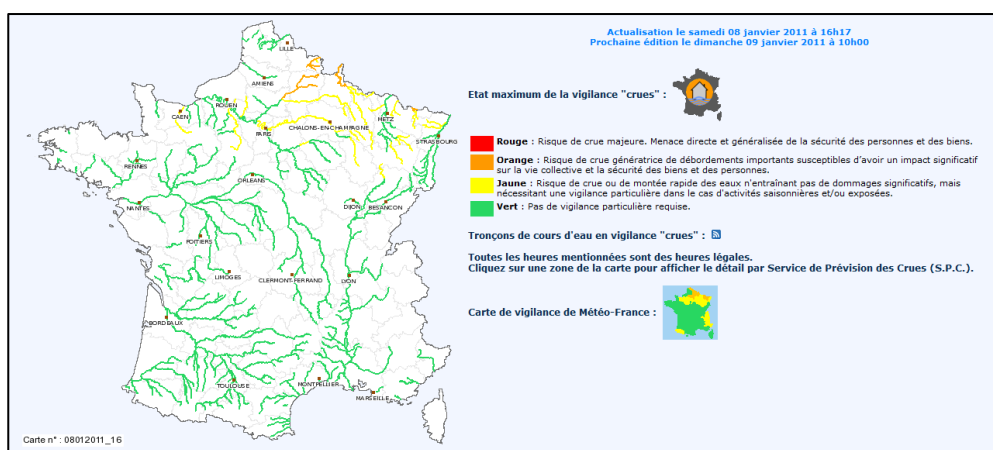 Actualisation le samedi 08 janvier 2011 à 16h17
Prochaine édition le dimanche 09 janvier 2011 à 10h00
Etat maximum de la vigilance "crues" :
Rouge : Risque de crue majeure. Menace directe et généralisée de la sécurité des personnes et des biens.
Orange : Risque de crue génératrice de débordements importants susceptibles d'avoir un impact significatif
sur la vie collective et la sécurité des biens et des personnes.
Jaune : Risque de crue ou de montée rapide des eaux n'entraînant pas de dommages significatifs, mais
nécessitant une vigilance particulière dans le cas d'activités saisonnières et/ou exposées.
Vert : Pas de vigilance particulière requise.
Tronçons de cours d'eau en vigilance "crues" :
Toutes les heures mentionnées sont des heures légales.
Cliquez sur une zone de la carte pour afficher le détail par Service de Prévision des Crues (S.P.C.).
Carte de vigilance de Météo-France :
LILLE
AMIENS
ROUEN
CAEN
METZ
PARIS
CHALONS-EN-CHAMPAGNE
STRASBOURG
RENNES
ORLEANS
NANTES
DIJON
BESANCON
POITIERS
LIMOGES
CLERMONT-FERRAND
LYON
BORDEAUX
TOULOUSE
MONTPELLIER
MARSEILLE
Carte n° : 08012011_16